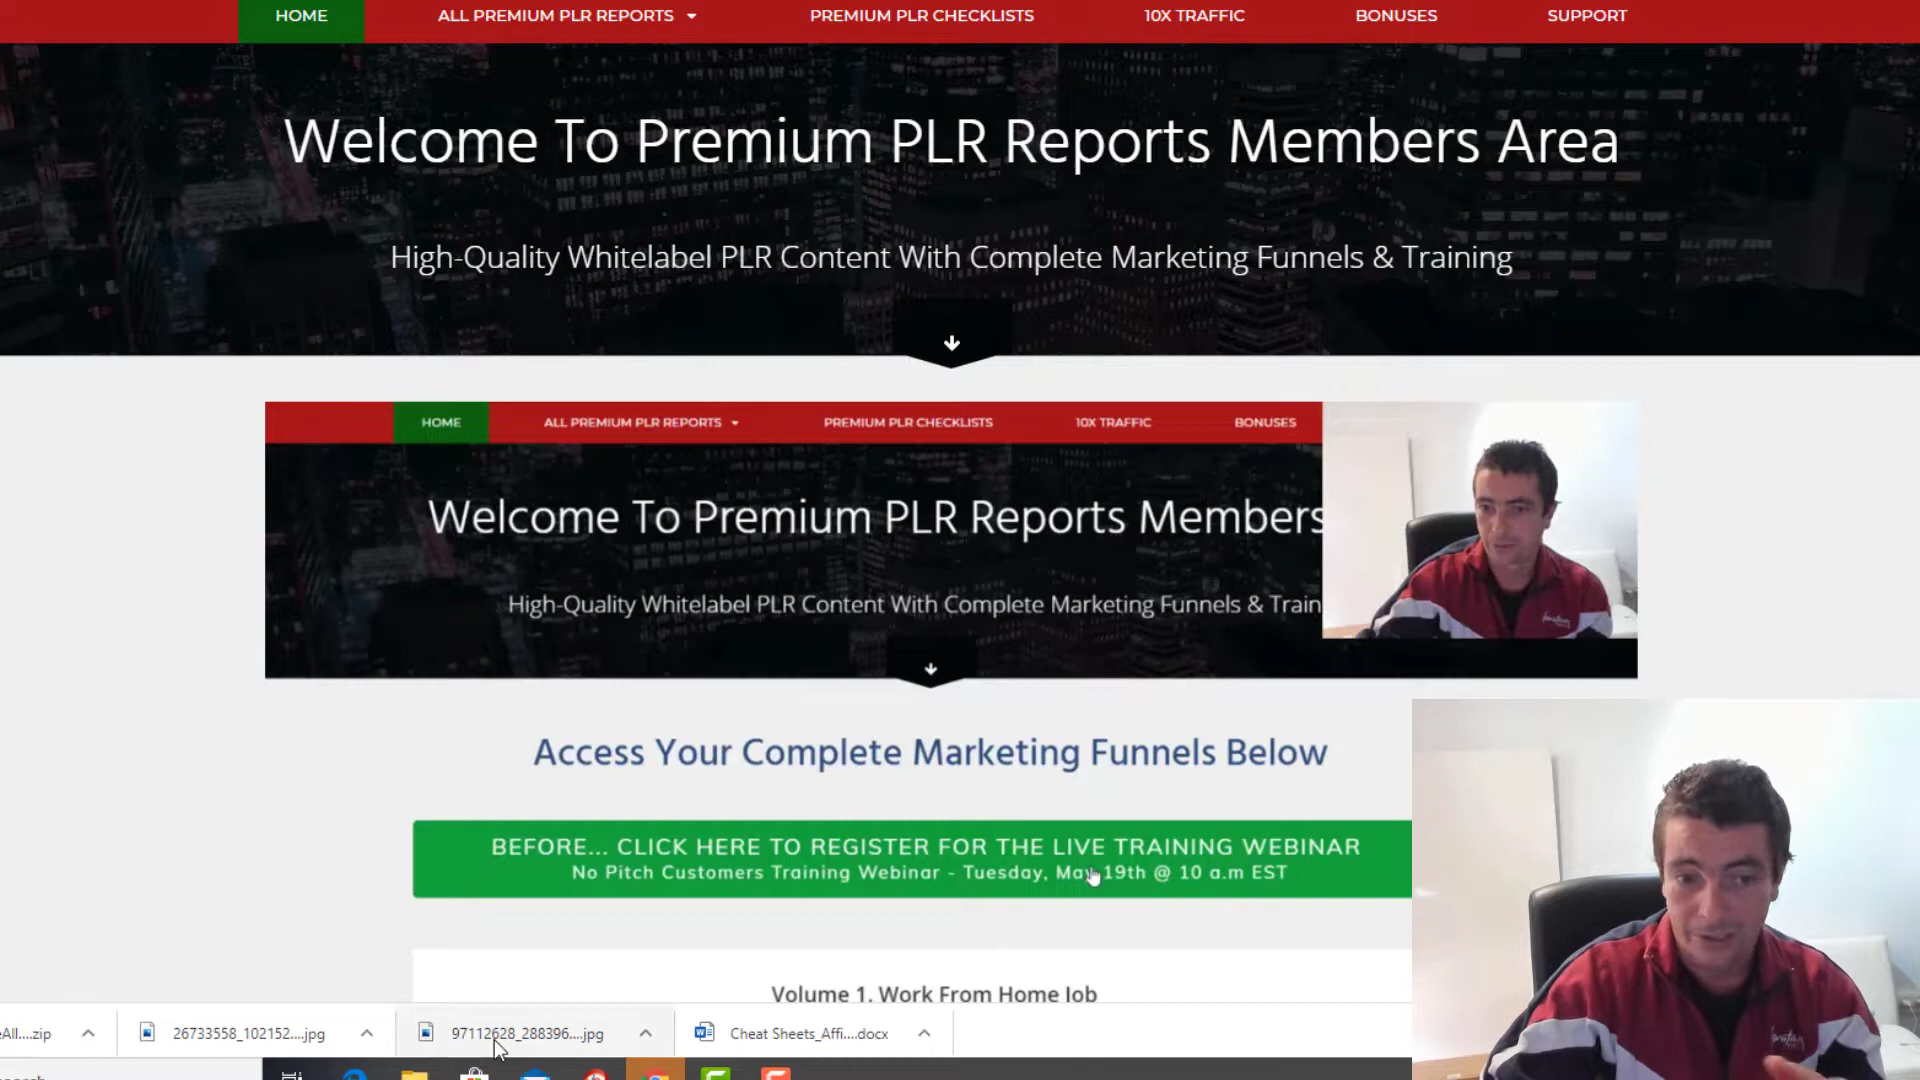 HOME
ALL PREMIUM PLR REPORTS
PREMIUM PLR CHECKLISTS
10X TRAFFIC
BONUSES
SUPPORT
Welcome To Premium PLR Reports Members Area
High-Quality Whitelabel PLR Content With Complete Marketing Funnels & Training
HOME
ALL PREMIUM PLR REPORTS
PREMIUM PLR CHECKLISTS
10X TRAFFIC
BONUSES
Welcome To Premium PLR Reports Members
High-Quality Whitelabel PLR Content With Complete Marketing Funnels & Train
Access Your Complete Marketing Funnels Below
BEFORE... CLICK HERE TO REGISTER FOR THE LIVE TRAINING WEBINAR
No Pitch Customers Training Webinar - Tuesday, May 19th @ 10 a.m EST
Volume 1. Work From Home Job
All....zip
26733558_102152....jpg
97112628_288396....jpg
Cheat Sheets_Affi....docx